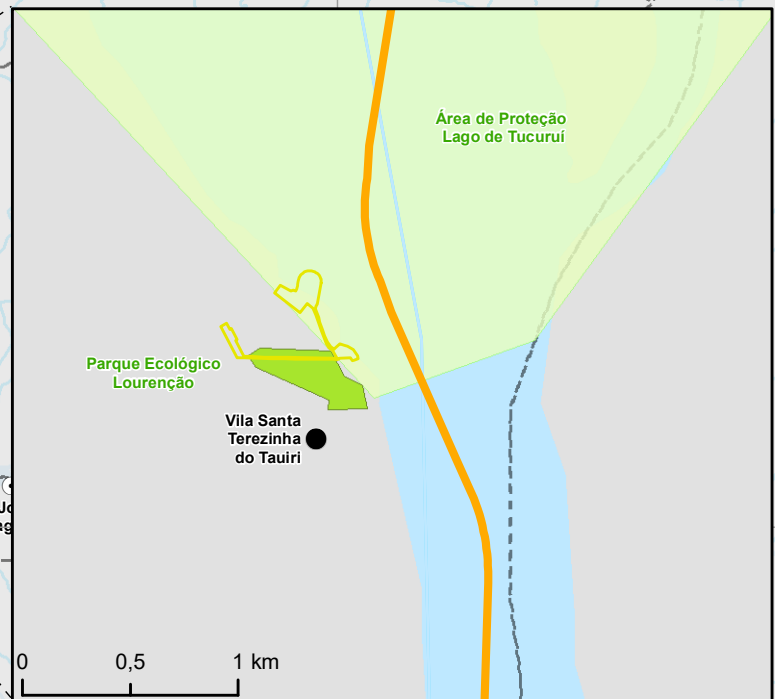 Área de Proteção
Lago de Tucuruí
Parque Ecológico
Lourenção
Vila Santa
Terezinha
do Tauiri
0 0,5 1 km